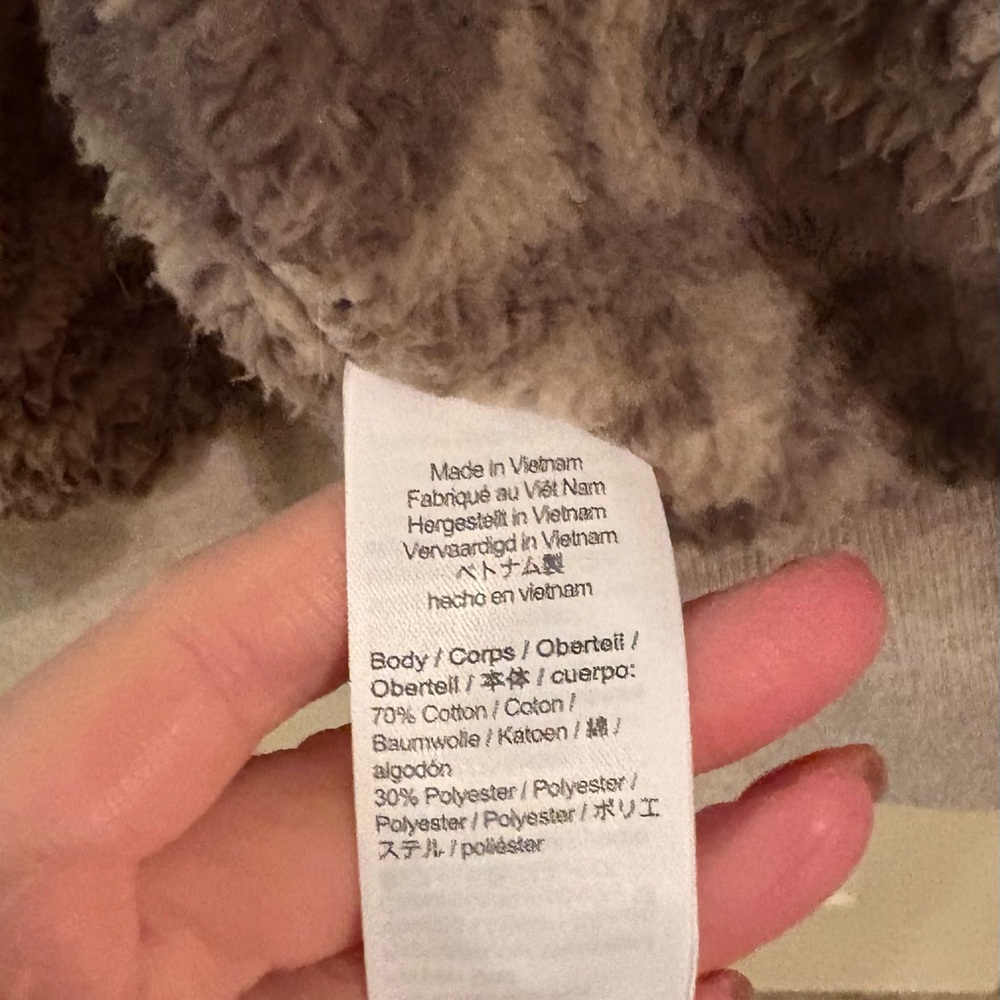 Made in Vietnam
Fabriqué au Viêt Nam
Hergestellt in Vietnam
Vervaardigd in Vietnam
ベトナム製
hecho en vietnam
Body / Corps / Oberteil /
Oberteil / 本体 / cuerpo:
70% Cotton / Coton /
Baumwolle / Katoen / 綿 /
algodón
30% Polyester / Polyester /
Polyester / Polyester / ポリエ
ステル / poliéster